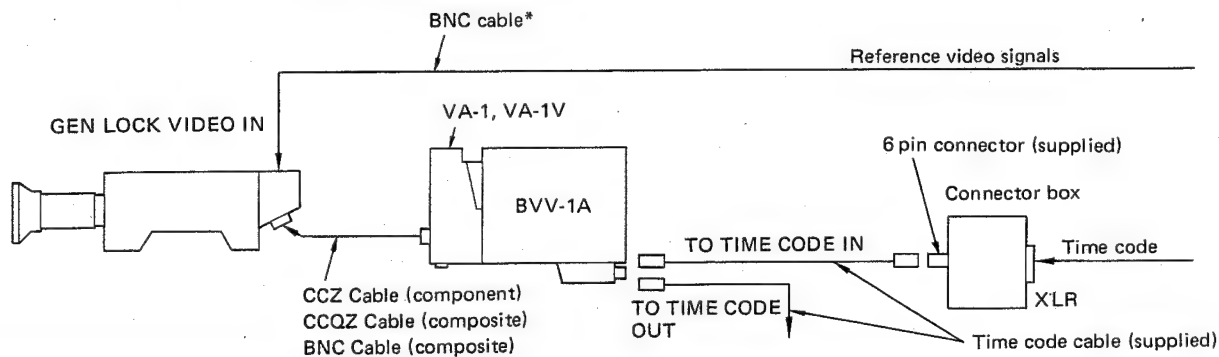 BNC cable*
Reference video signals
GEN LOCK VIDEO IN
VA-1, VA-1V
6 pin connector (supplied)
Connector box
BVV-1A
TO TIME CODE IN
Time code
CCZ Cable (component)
CCQZ Cable (composite)
BNC Cable (composite)
TO TIME CODE
OUT
XLR
Time code cable (supplied)